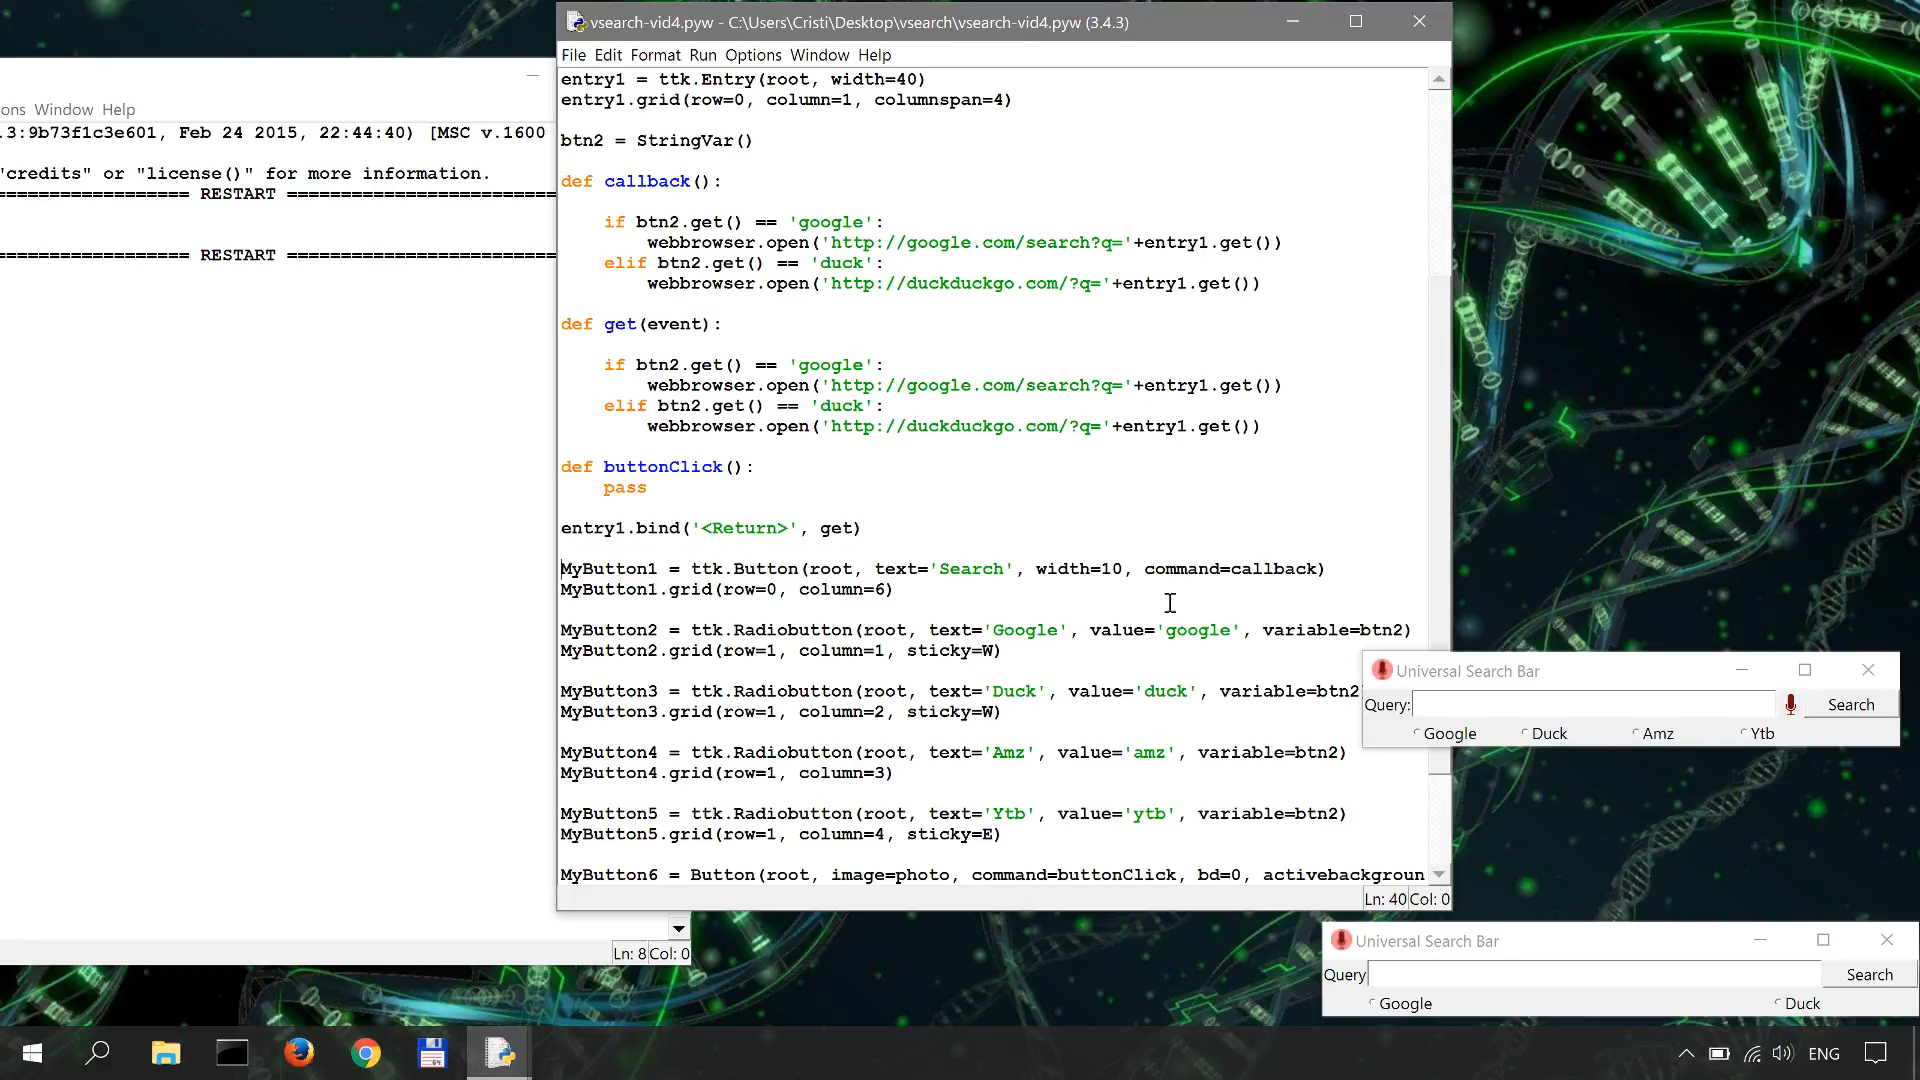 vsearch-vid4.pyw - C:\Users\Cristi\Desktop\vsearch\vsearch-vid4.pyw (3.4.3)
File Edit Format Run Options Window Help
entry1 = ttk.Entry(root, width=40)
entry1.grid(row=0, column=1, columnspan=4)
btn2 = StringVar()
def callback():
if btn2.get() == 'google':
webbrowser.open('http://google.com/search?q='+entry1.get())
elif btn2.get() == 'duck':
webbrowser.open('http://duckduckgo.com/?q='+entry1.get())
def get(event):
if btn2.get() == 'google':
webbrowser.open('http://google.com/search?q='+entry1.get())
elif btn2.get() == 'duck':
webbrowser.open('http://duckduckgo.com/?q='+entry1.get())
def buttonClick():
pass
entry1.bind('<Return>', get)
MyButton1 = ttk.Button(root, text='Search', width=10, command=callback)
MyButton1.grid(row=0, column=6)
MyButton2 = ttk.Radiobutton(root, text='Google', value='google', variable=btn2)
MyButton2.grid(row=1, column=1, sticky=W)
MyButton3 = ttk.Radiobutton(root, text='Duck', value='duck', variable=btn2
MyButton3.grid(row=1, column=2, sticky=W)
MyButton4 = ttk.Radiobutton(root, text='Amz', value='amz', variable=btn2)
MyButton4.grid(row=1, column=3)
MyButton5 = ttk.Radiobutton(root, text='Ytb', value='ytb', variable=btn2)
MyButton5.grid(row=1, column=4, sticky=E)
MyButton6 = Button(root, image=photo, command=buttonClick, bd=0, activebackgroun
Ln: 40 Col: 0
ons Window Help
.3:9b73f1c3e601, Feb 24 2015, 22:44:40) [MSC v.1600
"credits" or "license()" for more information.
================= RESTART =========================
================= RESTART =========================
Ln: 8 Col: 0
Universal Search Bar
Query: Search
Google Duck Amz Ytb
Universal Search Bar
Query Search
Google Duck
64
ENG